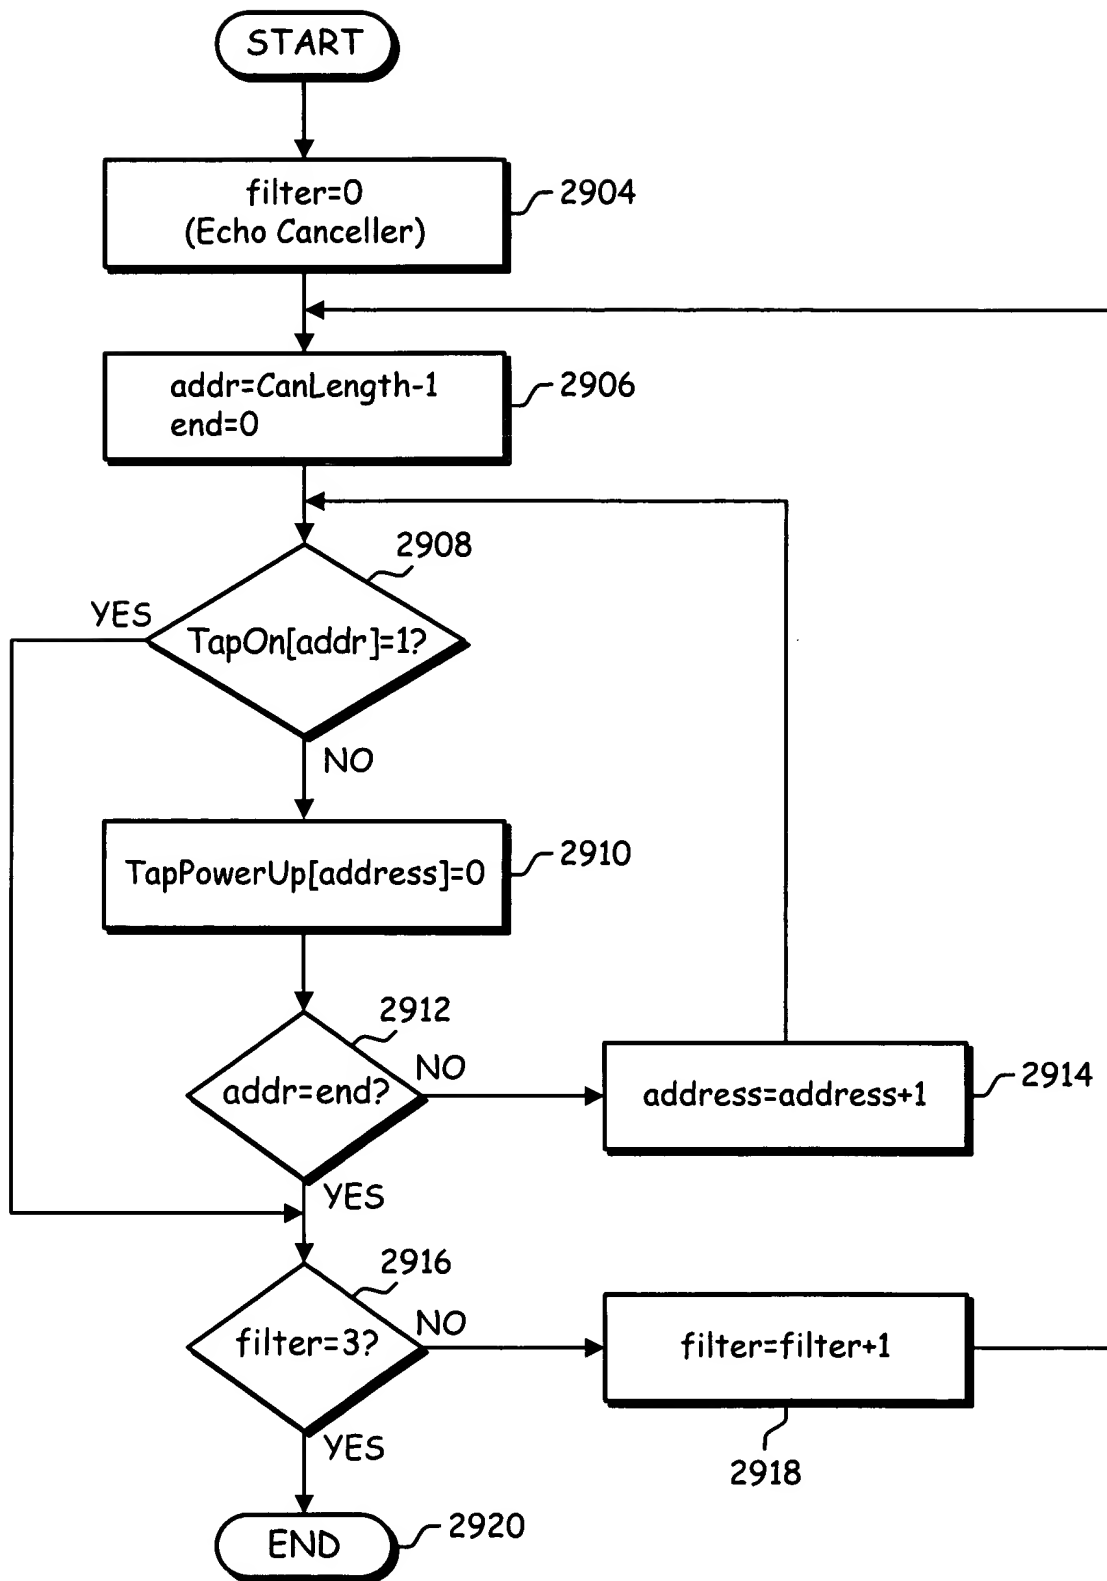 START
filter=0
(Echo Canceller)
2904
addr=CanLength-1
end=0
2906
2908
YES
TapOn[addr]=1?
NO
TapPowerUp[address]=0
2910
2912
addr=end?
NO
address=address+1
2914
YES
2916
filter=3?
NO
filter=filter+1
2918
YES
END
2920